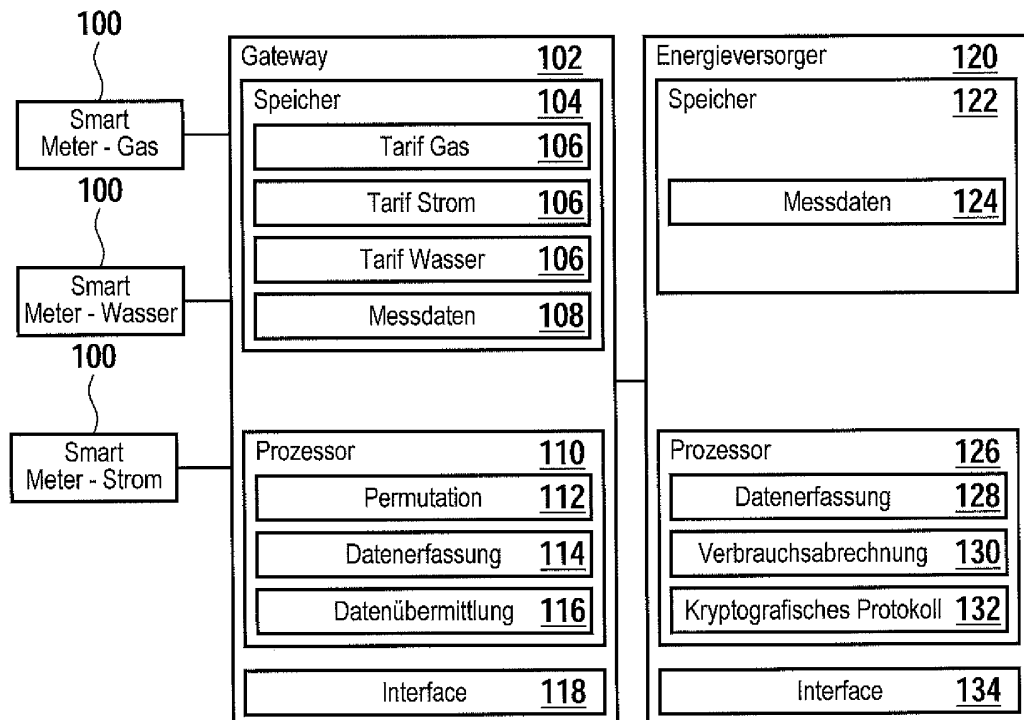 100
Smart
Meter - Gas
100
Smart
Meter - Wasser
100
Smart
Meter - Strom
Gateway 102
Speicher 104
Tarif Gas 106
Tarif Strom 106
Tarif Wasser 106
Messdaten 108
Prozessor 110
Permutation 112
Datenerfassung 114
Datenübermittlung 116
Interface 118
Energieversorger 120
Speicher 122
Messdaten 124
Prozessor 126
Datenerfassung 128
Verbrauchsabrechnung 130
Kryptografisches Protokoll 132
Interface 134